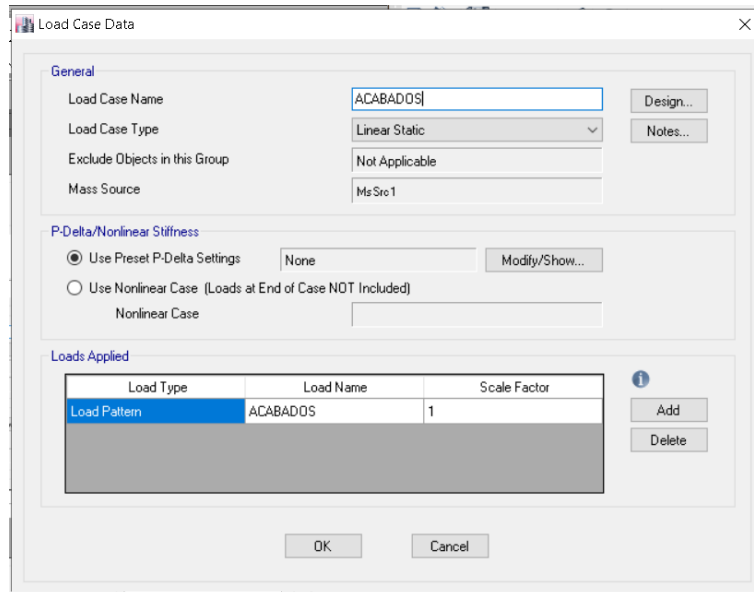 Load Case Data
General
Load Case Name ACABADOS Design...
Load Case Type Linear Static Notes...
Exclude Objects in this Group Not Applicable
Mass Source MsSrc1
P-Delta/Nonlinear Stiffness
Use Preset P-Delta Settings None Modify/Show...
Use Nonlinear Case (Loads at End of Case NOT Included)
Nonlinear Case
Loads Applied
Load Type Load Name Scale Factor
Load Pattern ACABADOS 1
Add
Delete
OK Cancel